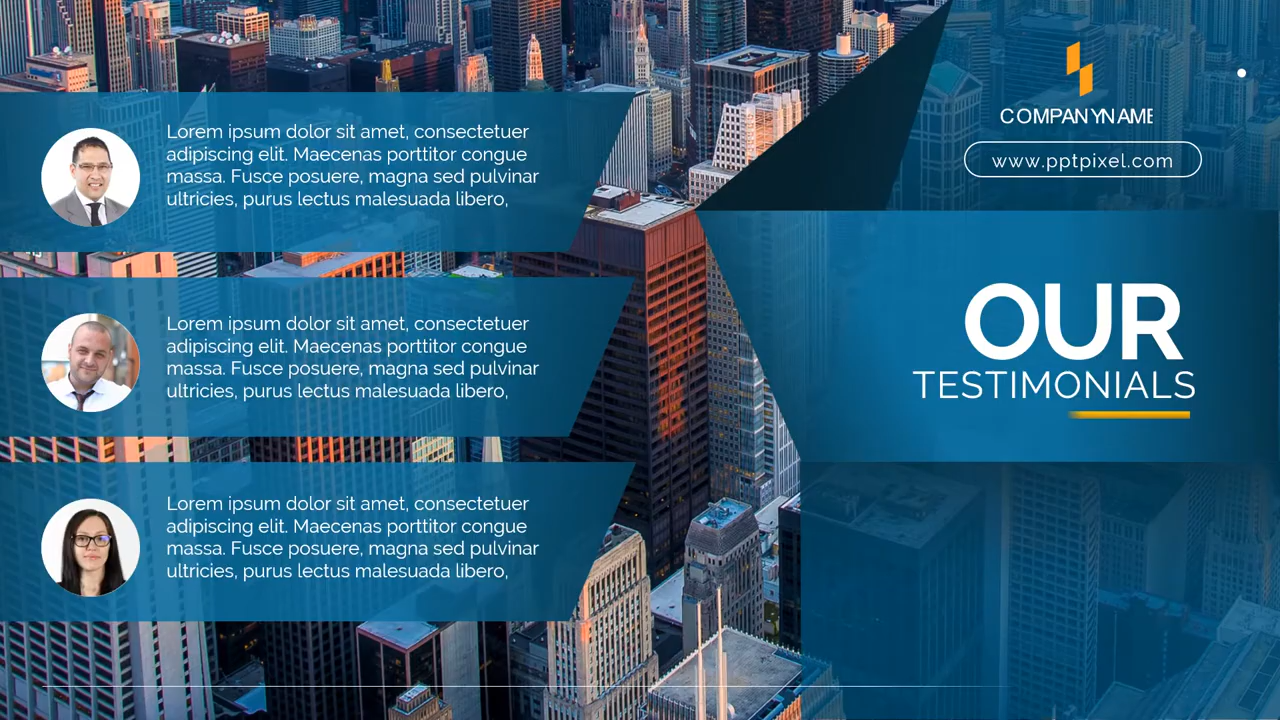 Lorem ipsum dolor sit amet, consectetuer
adipiscing elit. Maecenas porttitor congue
massa. Fusce posuere, magna sed pulvinar
ultricies, purus lectus malesuada libero,
Lorem ipsum dolor sit amet, consectetuer
adipiscing elit. Maecenas porttitor congue
massa. Fusce posuere, magna sed pulvinar
ultricies, purus lectus malesuada libero,
Lorem ipsum dolor sit amet, consectetuer
adipiscing elit. Maecenas porttitor congue
massa. Fusce posuere, magna sed pulvinar
ultricies, purus lectus malesuada libero,
COMPANYNAME
www.pptpixel.com
OUR
TESTIMONIALS